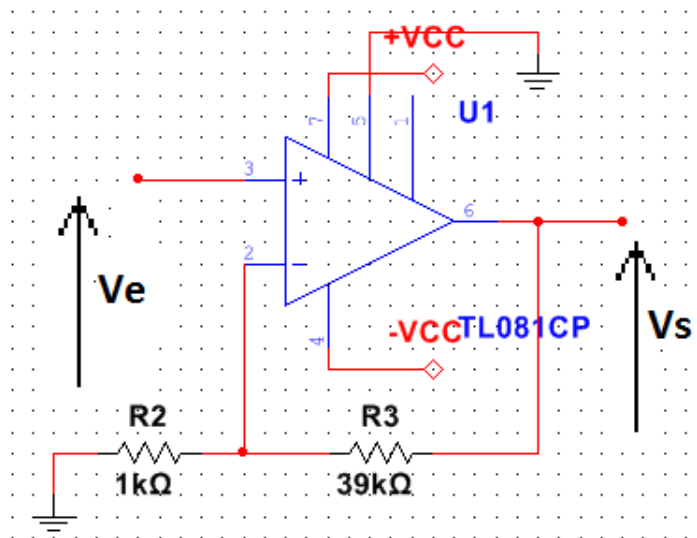 +VCC
U1
7
5
1
3
+
6
2
−
Ve
4
-VCC
TL081CP
Vs
R2
R3
1kΩ
39kΩ